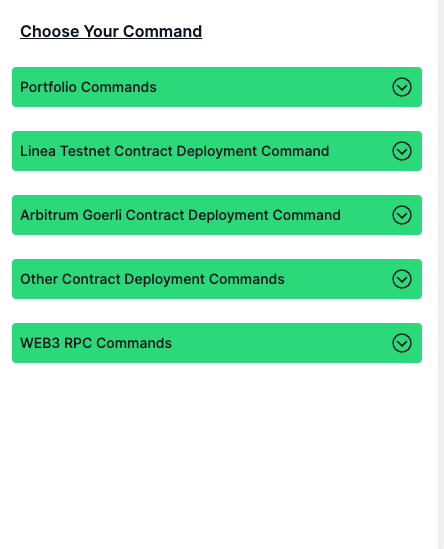 Choose Your Command
Portfolio Commands
Linea Testnet Contract Deployment Command
Arbitrum Goerli Contract Deployment Command
Other Contract Deployment Commands
WEB3 RPC Commands